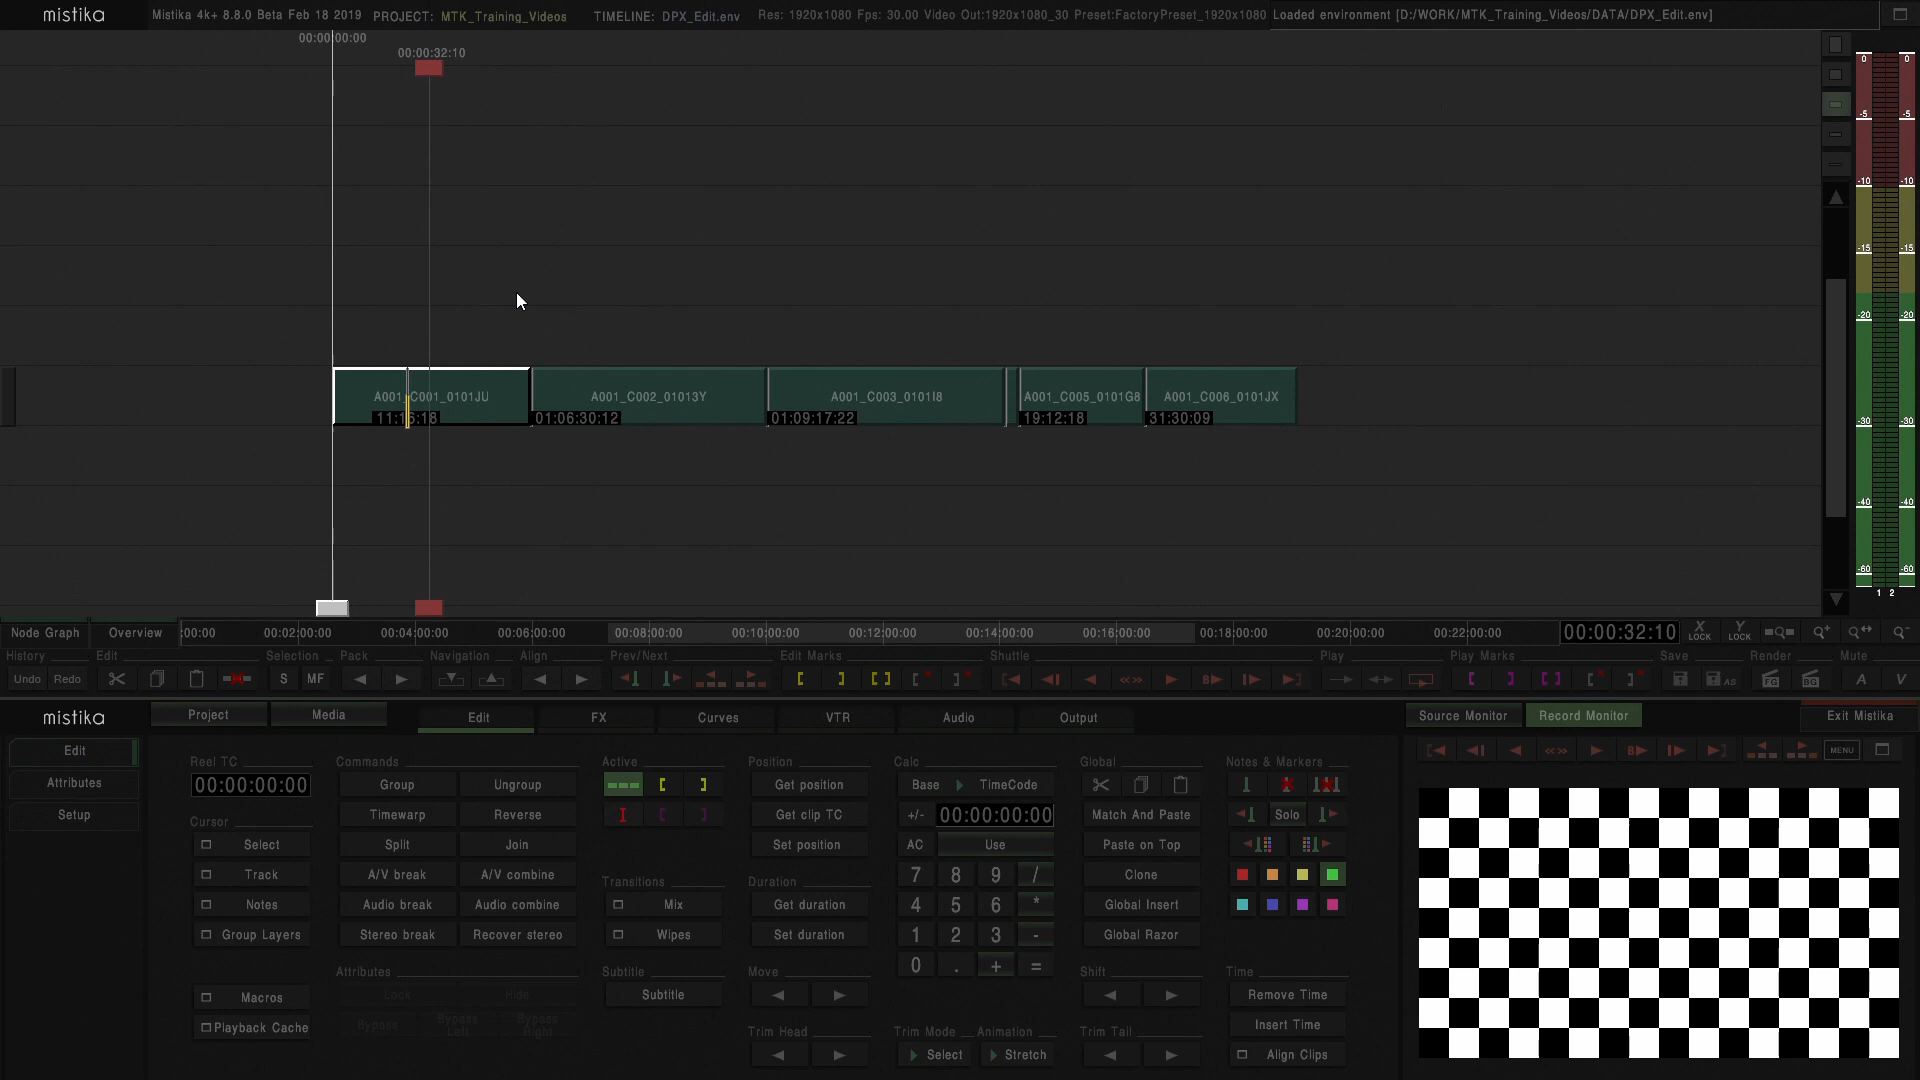 mistika
Mistika 4k+ 8.8.0 Beta Feb 18 2019
PROJECT: MTK_Training_Videos
TIMELINE: DPX_Edit.env
Res: 1920x1080 Fps: 30.00 Video Out:1920x1080_30 Preset:FactoryPreset_1920x1080
Loaded environment [D:/WORK/MTK_Training_Videos/DATA/DPX_Edit.env]
00:00:00:00
00:00:32:10
A001_C001_0101JU
A001_C002_01013Y
A001_C003_0101I8
A001_C005_0101G8
A001_C006_0101JX
01:06:30:12
01:09:17:22
19:12:18
31:30:09
0 0
-5 -5
-10 -10
-15 -15
-20 -20
-30 -30
-40 -40
-60 -60
1 2
Node Graph
Overview
:00:00 00:02:00:00 00:04:00:00 00:06:00:00 00:08:00:00 00:10:00:00 00:12:00:00 00:14:00:00 00:16:00:00 00:18:00:00 00:20:00:00 00:22:00:00
00:00:32:10
X LOCK
Y LOCK
History Edit Selection Pack Navigation Align Prev/Next Edit Marks Shuttle Play Play Marks Save Render Mute
Undo Redo S MF B AS FG BG A V
mistika
Project Media Edit FX Curves VTR Audio Output Source Monitor Record Monitor Exit Mistika
Edit
Attributes
Setup
Reel TC
00:00:00:00
Cursor
Select
Track
Notes
Group Layers
Macros
Playback Cache
Commands
Group Ungroup
Timewarp Reverse
Split Join
A/V break A/V combine
Audio break Audio combine
Stereo break Recover stereo
Attributes
Lock Hide
Bypass Bypass Left Bypass Right
Active
Transitions
Mix
Wipes
Subtitle
Subtitle
Position
Get position
Get clip TC
Set position
Duration
Get duration
Set duration
Move
Trim Head
Calc
Base TimeCode
+/- 00:00:00:00
AC Use
7 8 9 /
4 5 6 *
1 2 3 -
0 . + =
Trim Mode Animation
Select Stretch
Global
Match And Paste
Paste on Top
Clone
Global Insert
Global Razor
Shift
Trim Tail
Notes & Markers
Solo
Time
Remove Time
Insert Time
Align Clips
B MENU